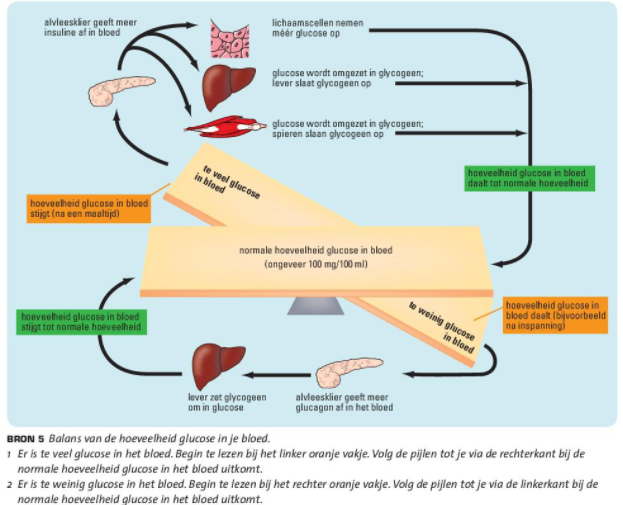 alvleesklier geeft meer
insuline af in bloed
lichaamscellen nemen
méér glucose op
glucose wordt omgezet in glycogeen;
lever slaat glycogeen op
glucose wordt omgezet in glycogeen;
spieren slaan glycogeen op
te veel glucose
in bloed
hoeveelheid glucose in bloed
daalt tot normale hoeveelheid
hoeveelheid glucose in bloed
stijgt (na een maaltijd)
normale hoeveelheid glucose in bloed
(ongeveer 100 mg/100 ml)
te weinig glucose
in bloed
hoeveelheid glucose in
bloed daalt (bijvoorbeeld
na inspanning)
hoeveelheid glucose in bloed
stijgt tot normale hoeveelheid
lever zet glycogeen
om in glucose
alvleesklier geeft meer
glucagon af in het bloed
BRON 5 Balans van de hoeveelheid glucose in je bloed.
1 Er is te veel glucose in het bloed. Begin te lezen bij het linker oranje vakje. Volg de pijlen tot je via de rechterkant bij de
normale hoeveelheid glucose in het bloed uitkomt.
2 Er is te weinig glucose in het bloed. Begin te lezen bij het rechter oranje vakje. Volg de pijlen tot je via de linkerkant bij de
normale hoeveelheid glucose in het bloed uitkomt.